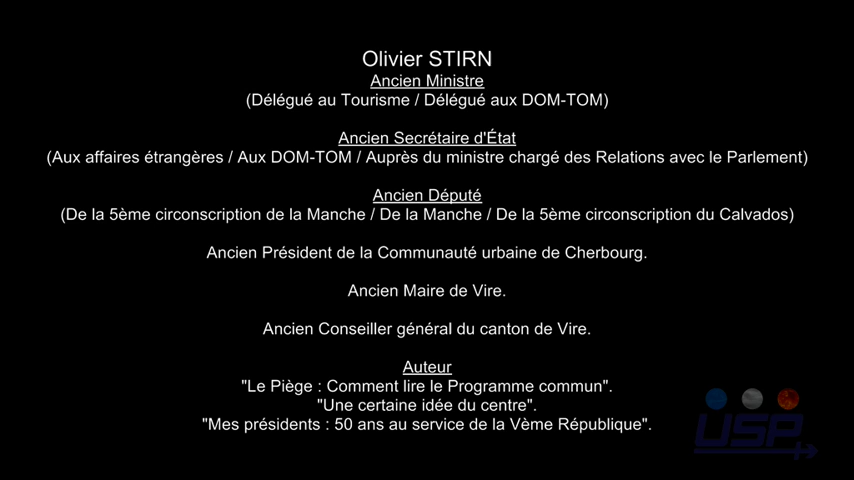 Olivier STIRN
Ancien Ministre
(Délégué au Tourisme / Délégué aux DOM-TOM)
Ancien Secrétaire d'État
(Aux affaires étrangères / Aux DOM-TOM / Auprès du ministre chargé des Relations avec le Parlement)
Ancien Député
(De la 5ème circonscription de la Manche / De la Manche / De la 5ème circonscription du Calvados)
Ancien Président de la Communauté urbaine de Cherbourg.
Ancien Maire de Vire.
Ancien Conseiller général du canton de Vire.
Auteur
"Le Piège : Comment lire le Programme commun".
"Une certaine idée du centre".
"Mes présidents : 50 ans au service de la Vème République".
USP